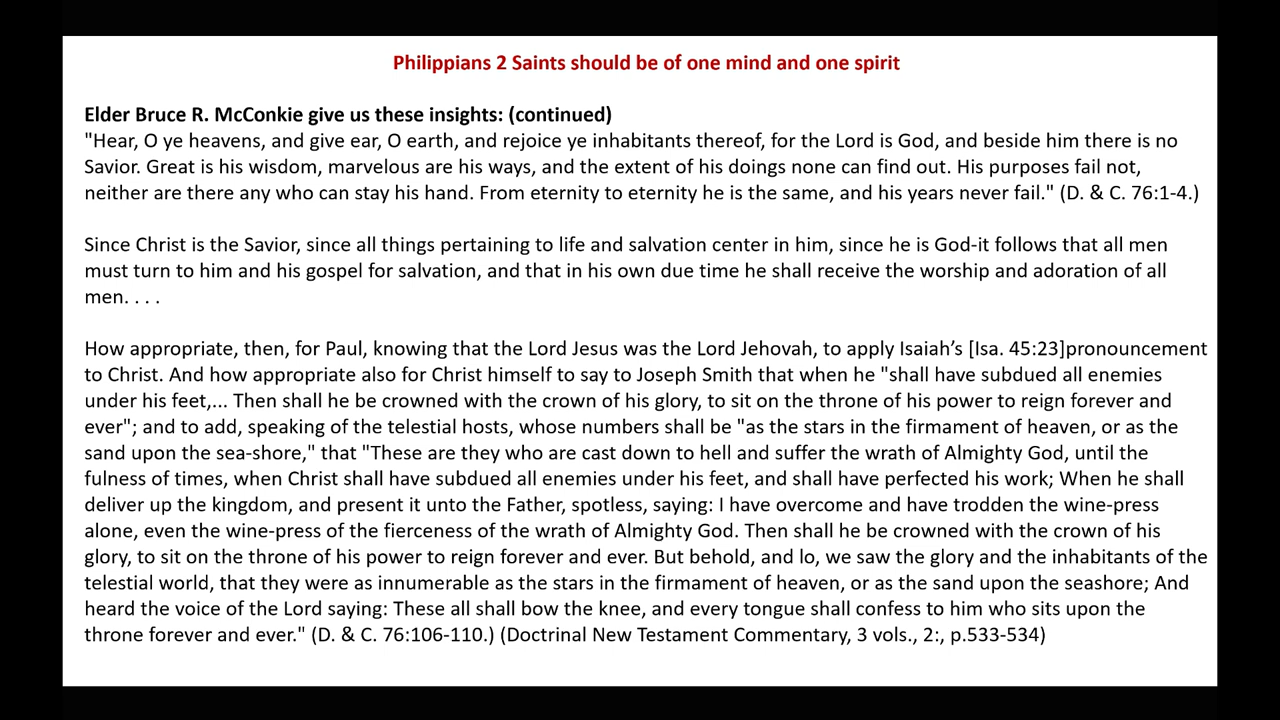 Philippians 2 Saints should be of one mind and one spirit
Elder Bruce R. McConkie give us these insights: (continued)
"Hear, O ye heavens, and give ear, O earth, and rejoice ye inhabitants thereof, for the Lord is God, and beside him there is no
Savior. Great is his wisdom, marvelous are his ways, and the extent of his doings none can find out. His purposes fail not,
neither are there any who can stay his hand. From eternity to eternity he is the same, and his years never fail." (D. & C. 76:1-4.)
Since Christ is the Savior, since all things pertaining to life and salvation center in him, since he is God-it follows that all men
must turn to him and his gospel for salvation, and that in his own due time he shall receive the worship and adoration of all
men. . . .
How appropriate, then, for Paul, knowing that the Lord Jesus was the Lord Jehovah, to apply Isaiah’s [Isa. 45:23]pronouncement
to Christ. And how appropriate also for Christ himself to say to Joseph Smith that when he "shall have subdued all enemies
under his feet,... Then shall he be crowned with the crown of his glory, to sit on the throne of his power to reign forever and
ever"; and to add, speaking of the telestial hosts, whose numbers shall be "as the stars in the firmament of heaven, or as the
sand upon the sea-shore," that "These are they who are cast down to hell and suffer the wrath of Almighty God, until the
fulness of times, when Christ shall have subdued all enemies under his feet, and shall have perfected his work; When he shall
deliver up the kingdom, and present it unto the Father, spotless, saying: I have overcome and have trodden the wine-press
alone, even the wine-press of the fierceness of the wrath of Almighty God. Then shall he be crowned with the crown of his
glory, to sit on the throne of his power to reign forever and ever. But behold, and lo, we saw the glory and the inhabitants of the
telestial world, that they were as innumerable as the stars in the firmament of heaven, or as the sand upon the seashore; And
heard the voice of the Lord saying: These all shall bow the knee, and every tongue shall confess to him who sits upon the
throne forever and ever." (D. & C. 76:106-110.) (Doctrinal New Testament Commentary, 3 vols., 2:, p.533-534)